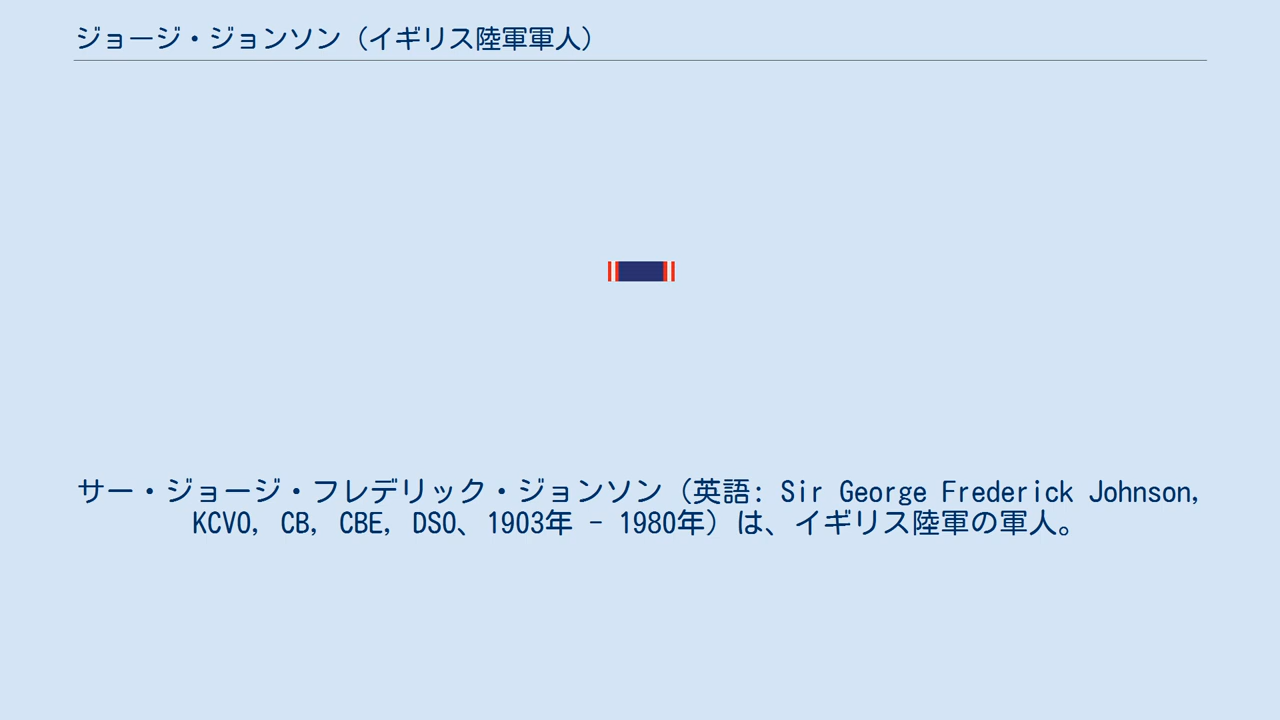 ジョージ・ジョンソン（イギリス陸軍軍人）
サー・ジョージ・フレデリック・ジョンソン（英語: Sir George Frederick Johnson,
KCVO, CB, CBE, DSO、1903年 - 1980年）は、イギリス陸軍の軍人。